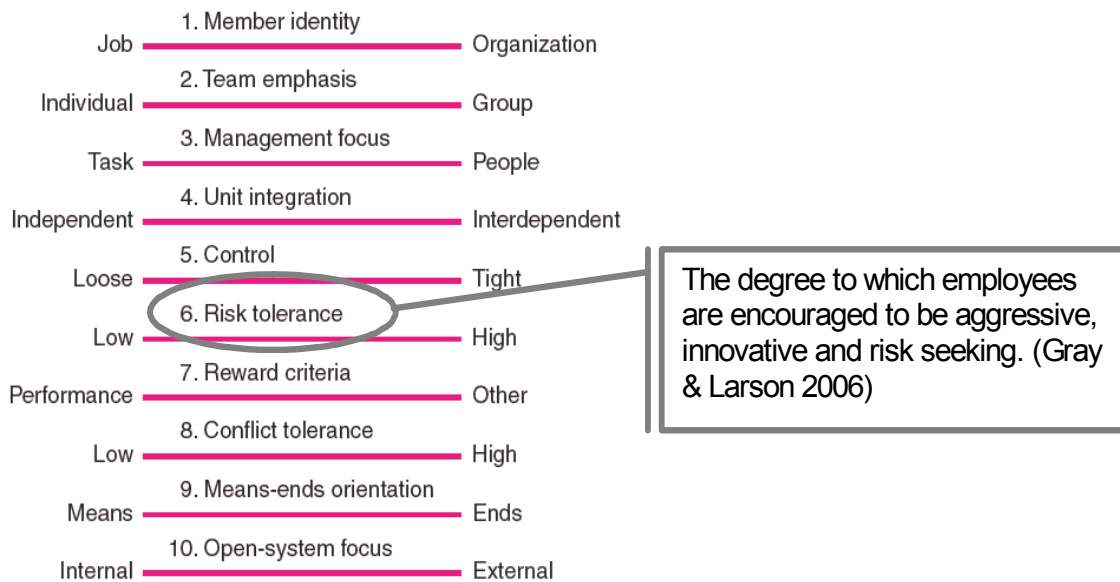 1. Member identity
Job Organization
2. Team emphasis
Individual Group
3. Management focus
Task People
4. Unit integration
Independent Interdependent
5. Control
Loose Tight
6. Risk tolerance
Low High
7. Reward criteria
Performance Other
8. Conflict tolerance
Low High
9. Means-ends orientation
Means Ends
10. Open-system focus
Internal External
The degree to which employees
are encouraged to be aggressive,
innovative and risk seeking. (Gray
& Larson 2006)